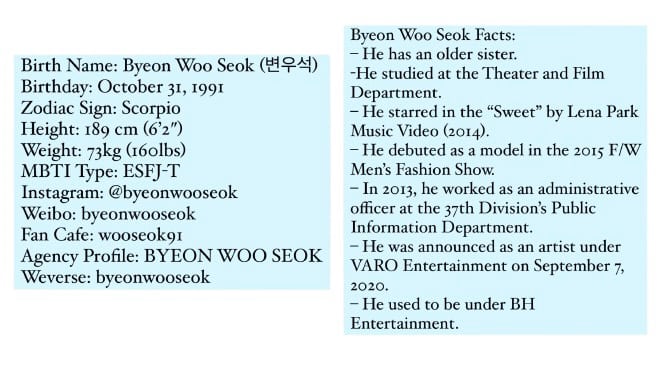 Birth Name: Byeon Woo Seok (변우석)
Birthday: October 31, 1991
Zodiac Sign: Scorpio
Height: 189 cm (6’2″)
Weight: 73kg (160lbs)
MBTI Type: ESFJ-T
Instagram: @byeonwooseok
Weibo: byeonwooseok
Fan Cafe: wooseok91
Agency Profile: BYEON WOO SEOK
Weverse: byeonwooseok
Byeon Woo Seok Facts:
– He has an older sister.
-He studied at the Theater and Film
Department.
– He starred in the “Sweet” by Lena Park
Music Video (2014).
– He debuted as a model in the 2015 F/W
Men’s Fashion Show.
– In 2013, he worked as an administrative
officer at the 37th Division’s Public
Information Department.
– He was announced as an artist under
VARO Entertainment on September 7,
2020.
– He used to be under BH
Entertainment.